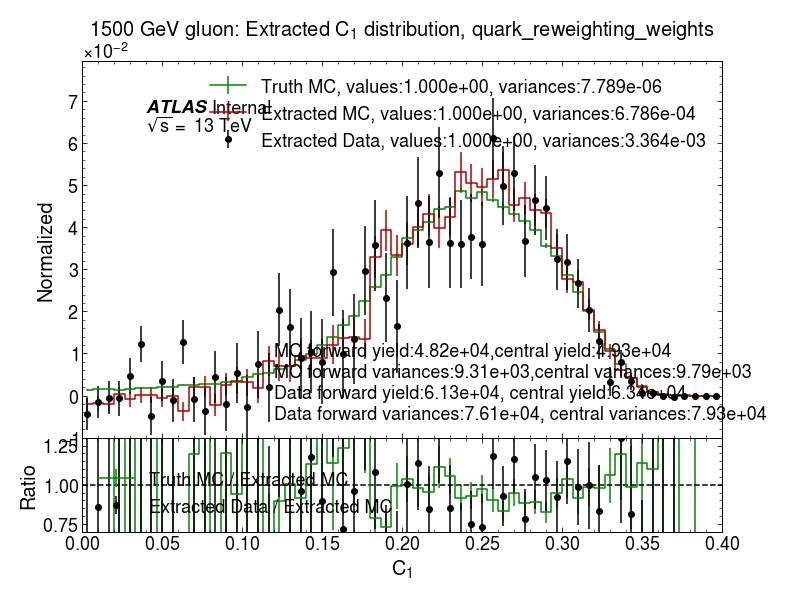 1500 GeV gluon: Extracted C1 distribution, quark_reweighting_weights
×10−2
Truth MC, values:1.000e+00, variances:7.789e-06
ATLAS Internal
Extracted MC, values:1.000e+00, variances:6.786e-04
√s = 13 TeV
Extracted Data, values:1.000e+00, variances:3.364e-03
7
6
5
4
3
2
1
0
−1
Normalized
MC forward yield:4.82e+04,central yield:4.93e+04
MC forward variances:9.31e+03,central variances:9.79e+03
Data forward yield:6.13e+04, central yield:6.34e+04
Data forward variances:7.61e+04, central variances:7.93e+04
1.25
1.00
0.75
Ratio
Truth MC / Extracted MC
Extracted Data / Extracted MC
0.00 0.05 0.10 0.15 0.20 0.25 0.30 0.35 0.40
C1